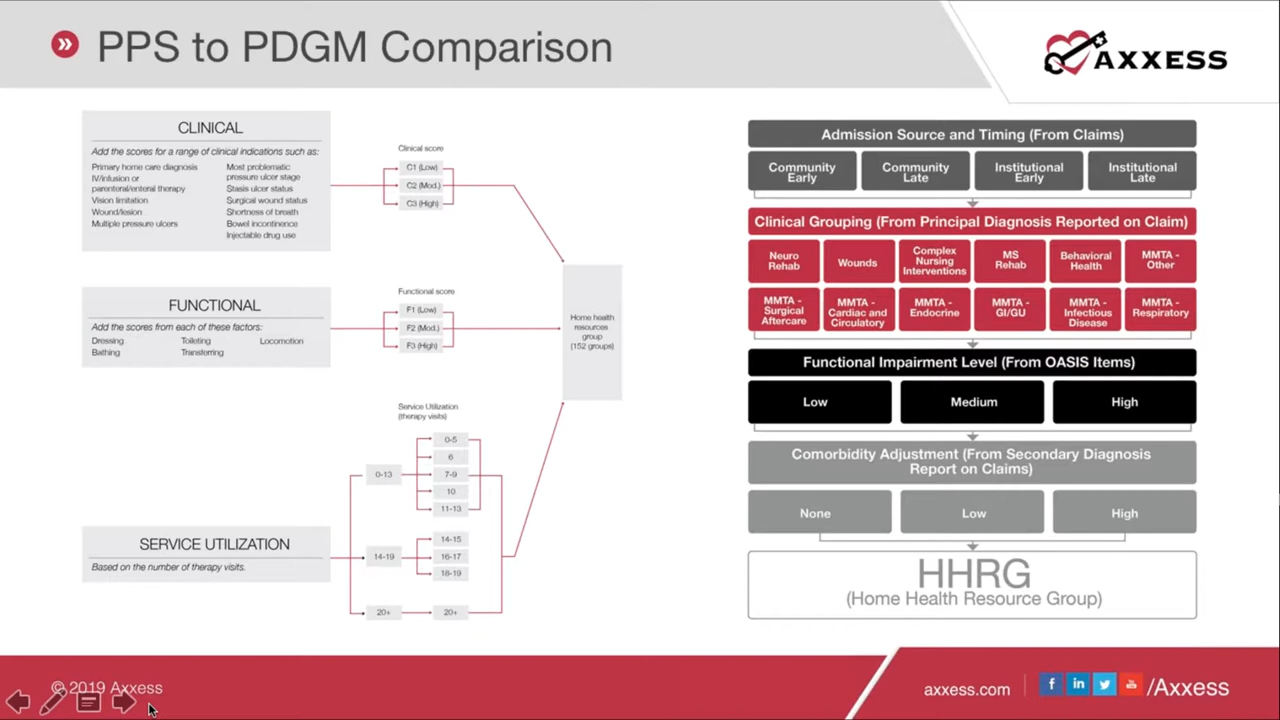 PPS to PDGM Comparison
AXXESS
CLINICAL
Add the scores for a range of clinical indications such as:
Primary home care diagnosis
IV/infusion or
parenteral/enteral therapy
Vision limitation
Wound/lesion
Multiple pressure ulcers
Most problematic
pressure ulcer stage
Stasis ulcer status
Surgical wound status
Shortness of breath
Bowel incontinence
Injectable drug use
Clinical score
C1 (Low)
C2 (Mod.)
C3 (High)
FUNCTIONAL
Add the scores from each of these factors:
Dressing
Bathing
Toileting
Transferring
Locomotion
Functional score
F1 (Low)
F2 (Mod.)
F3 (High)
Home health
resources
group
(152 groups)
SERVICE UTILIZATION
Based on the number of therapy visits.
Service Utilization
(therapy visits)
0-13
0-5
6
7-9
10
11-13
14-19
14-15
16-17
18-19
20+
20+
Admission Source and Timing (From Claims)
Community
Early
Community
Late
Institutional
Early
Institutional
Late
Clinical Grouping (From Principal Diagnosis Reported on Claim)
Neuro
Rehab
Wounds
Complex
Nursing
Interventions
MS
Rehab
Behavioral
Health
MMTA -
Other
MMTA -
Surgical
Aftercare
MMTA -
Cardiac and
Circulatory
MMTA -
Endocrine
MMTA -
GI/GU
MMTA -
Infectious
Disease
MMTA -
Respiratory
Functional Impairment Level (From OASIS Items)
Low
Medium
High
Comorbidity Adjustment (From Secondary Diagnosis
Report on Claims)
None
Low
High
HHRG
(Home Health Resource Group)
© 2019 Axxess
axxess.com
/Axxess